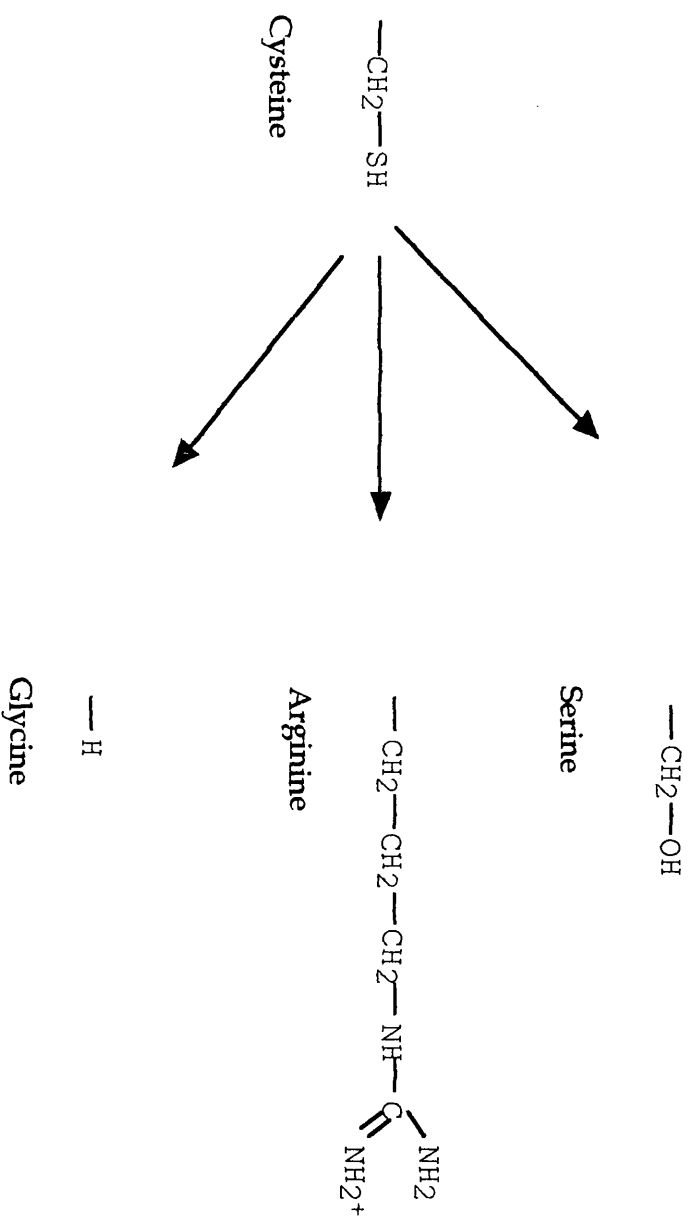 —CH2—OH
Serine
—CH2—SH
Cysteine
NH2
—CH2—CH2—CH2—NH—C
NH2+
Arginine
—H
Glycine